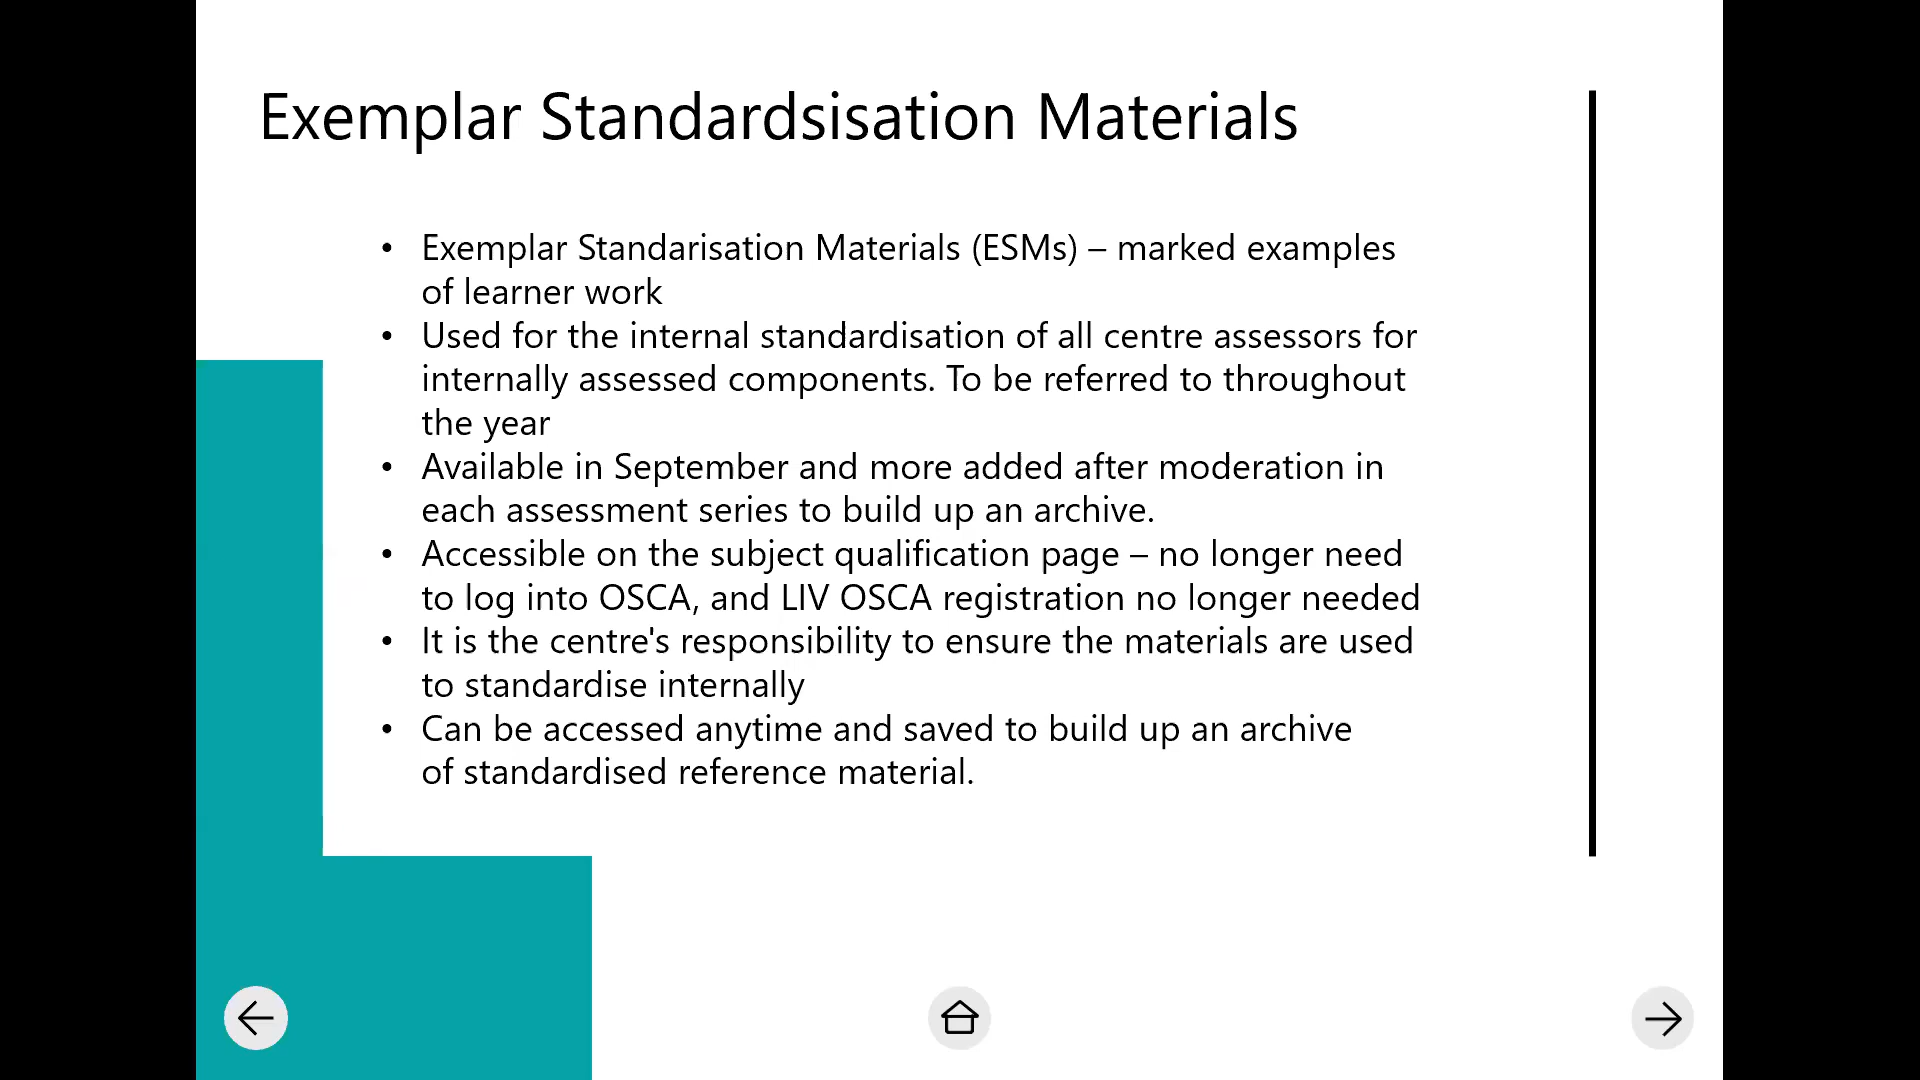 Exemplar Standardsisation Materials
• Exemplar Standarisation Materials (ESMs) – marked examples
of learner work
• Used for the internal standardisation of all centre assessors for
internally assessed components. To be referred to throughout
the year
• Available in September and more added after moderation in
each assessment series to build up an archive.
• Accessible on the subject qualification page – no longer need
to log into OSCA, and LIV OSCA registration no longer needed
• It is the centre's responsibility to ensure the materials are used
to standardise internally
• Can be accessed anytime and saved to build up an archive
of standardised reference material.